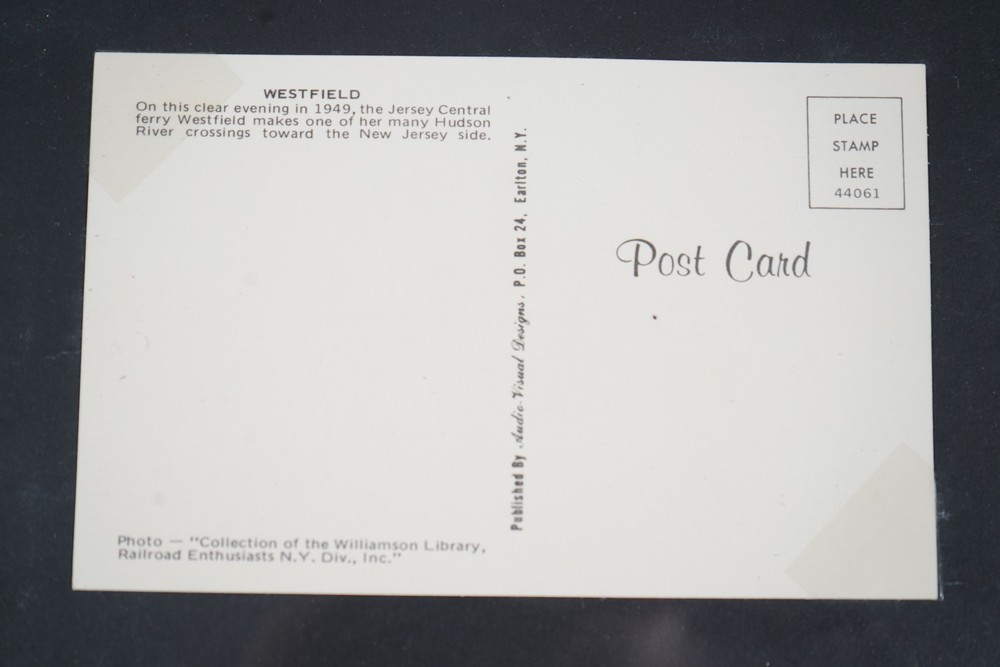 WESTFIELD
On this clear evening in 1949, the Jersey Central
ferry Westfield makes one of her many Hudson
River crossings toward the New Jersey side.
Photo — "Collection of the Williamson Library,
Railroad Enthusiasts N.Y. Div., Inc."
Published By Audio-Visual Designs, P.O. Box 24, Earlton, N.Y.
PLACE
STAMP
HERE
44061
Post Card